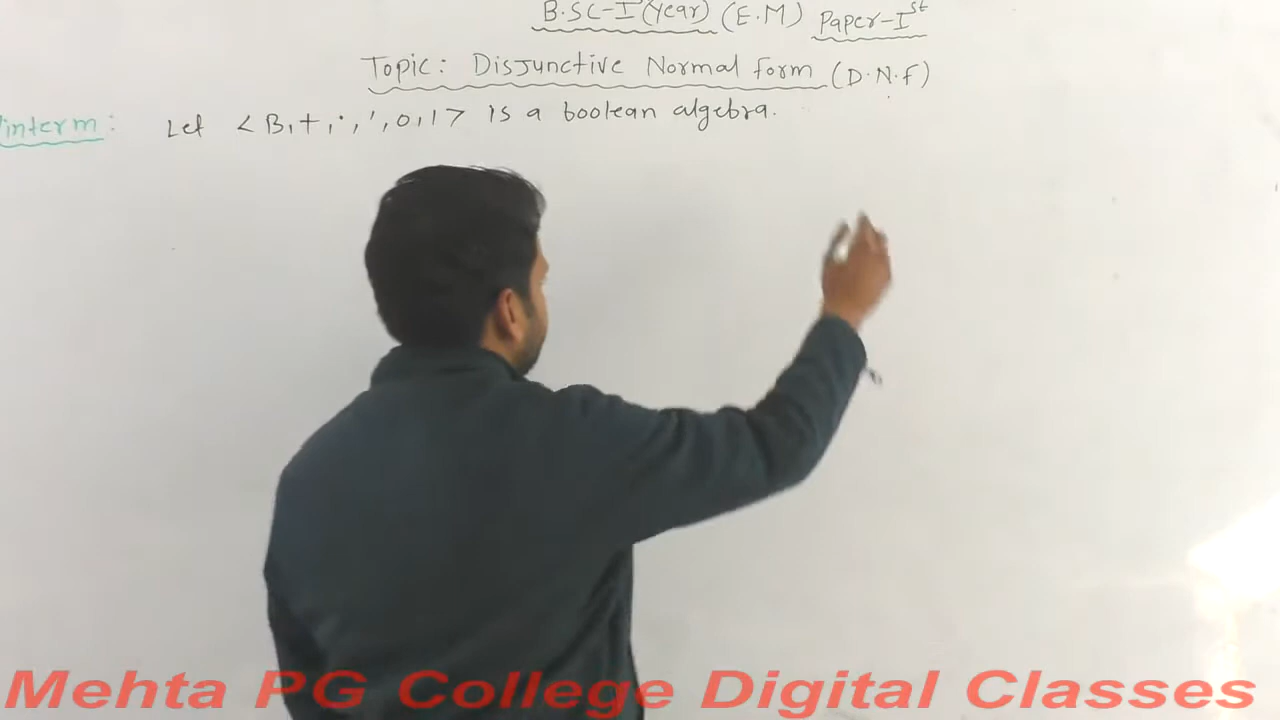 B.SC-I (Year) (E.M) Paper-I st
Topic: Disjunctive Normal form (D.N.F)
interm: Let <B,+,·,',0,1> is a boolean algebra.
Mehta PG College Digital Classes